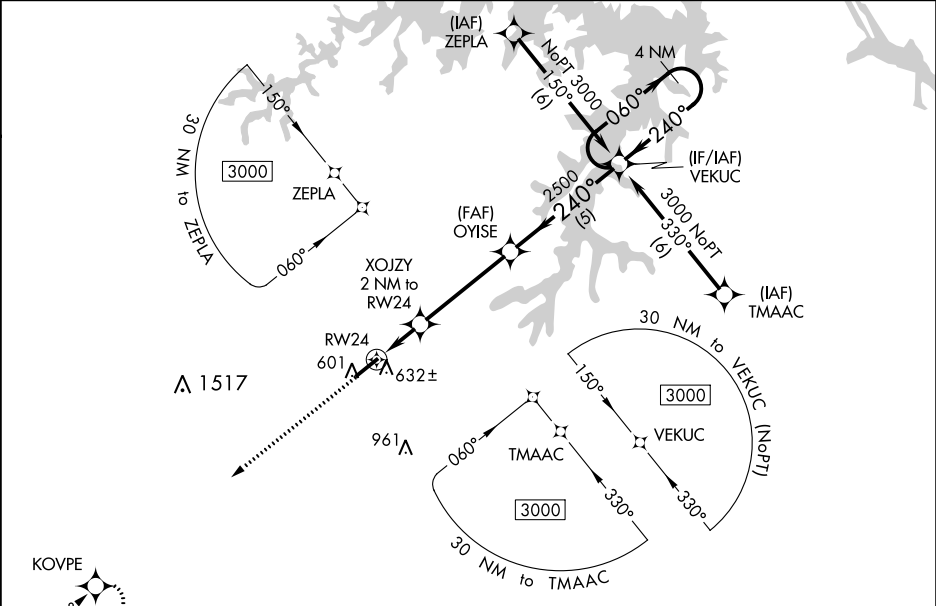 (IAF)
ZEPLA
NoPT 3000
150°
(6)
4 NM
060°
240°
(IF/IAF)
VEKUC
2500
240°
(5)
3000 NoPT
330°
(6)
(IAF)
TMAAC
(FAF)
OYISE
XOJZY
2 NM to
RW24
RW24
601
632±
1517
961
150°
30 NM to ZEPLA
3000
ZEPLA
060°
30 NM to VEKUC (NoPT)
150°
3000
VEKUC
330°
060°
TMAAC
330°
3000
30 NM to TMAAC
KOVPE